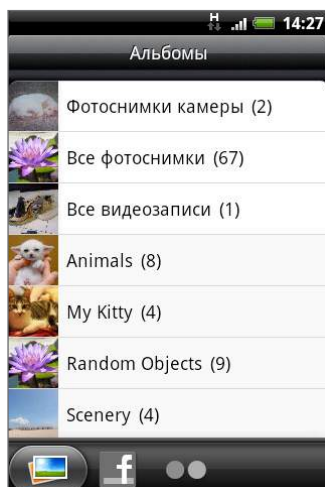 H 14:27
Альбомы
Фотоснимки камеры (2)
Все фотоснимки (67)
Все видеозаписи (1)
Animals (8)
My Kitty (4)
Random Objects (9)
Scenery (4)
f